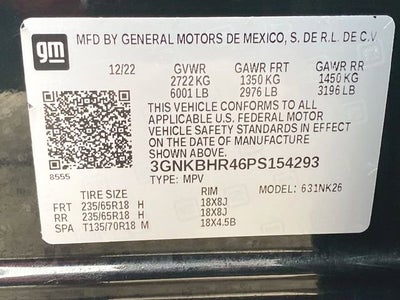 gm
MFD BY GENERAL MOTORS DE MEXICO, S. DE R.L. DE C.V.
12/22 GVWR GAWR FRT GAWR RR
2722 KG 1350 KG 1450 KG
6001 LB 2976 LB 3196 LB
THIS VEHICLE CONFORMS TO ALL
APPLICABLE U.S. FEDERAL MOTOR
VEHICLE SAFETY STANDARDS IN EFFECT
ON THE DATE OF MANUFACTURE
SHOWN ABOVE.
8555 3GNKBHR46PS154293
TYPE: MPV
TIRE SIZE RIM MODEL: 631NK26
FRT 235/65R18 H 18X8J
RR 235/65R18 H 18X8J
SPA T135/70R18 M 18X4.5B